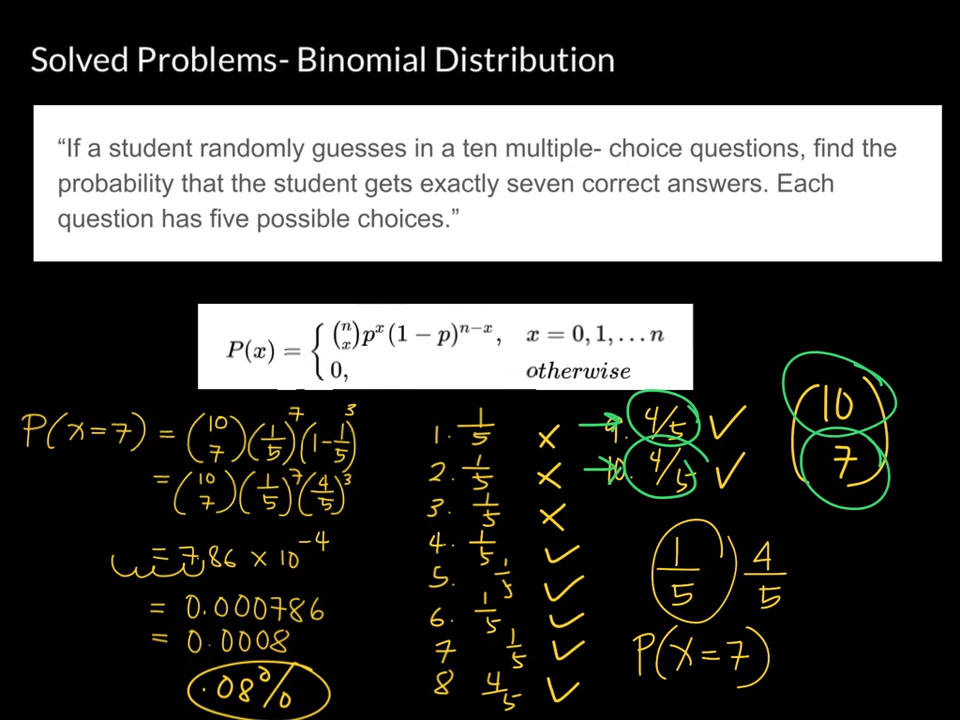 Solved Problems- Binomial Distribution
“If a student randomly guesses in a ten multiple- choice questions, find the
probability that the student gets exactly seven correct answers. Each
question has five possible choices.”
P(x) = { (n x) p^x (1 − p)^{n−x}, x = 0, 1, … n
0, otherwise
P(x=7) = (10 7)(1/5)^7(1-1/5)^3
= (10 7)(1/5)^7(4/5)^3
= 7.86 × 10^-4
= 0.000786
= 0.0008
.08%
1. 1/5 ×
2. 1/5 ×
3. 1/5 ×
4. 1/5 ✓
5. 1/5 ✓
6. 1/5 ✓
7 1/5 ✓
8 4/5 ✓
→ 9. 4/5 ✓
→ 10. 4/5 ✓
(10 7)
1/5 ) 4/5
P(X=7)